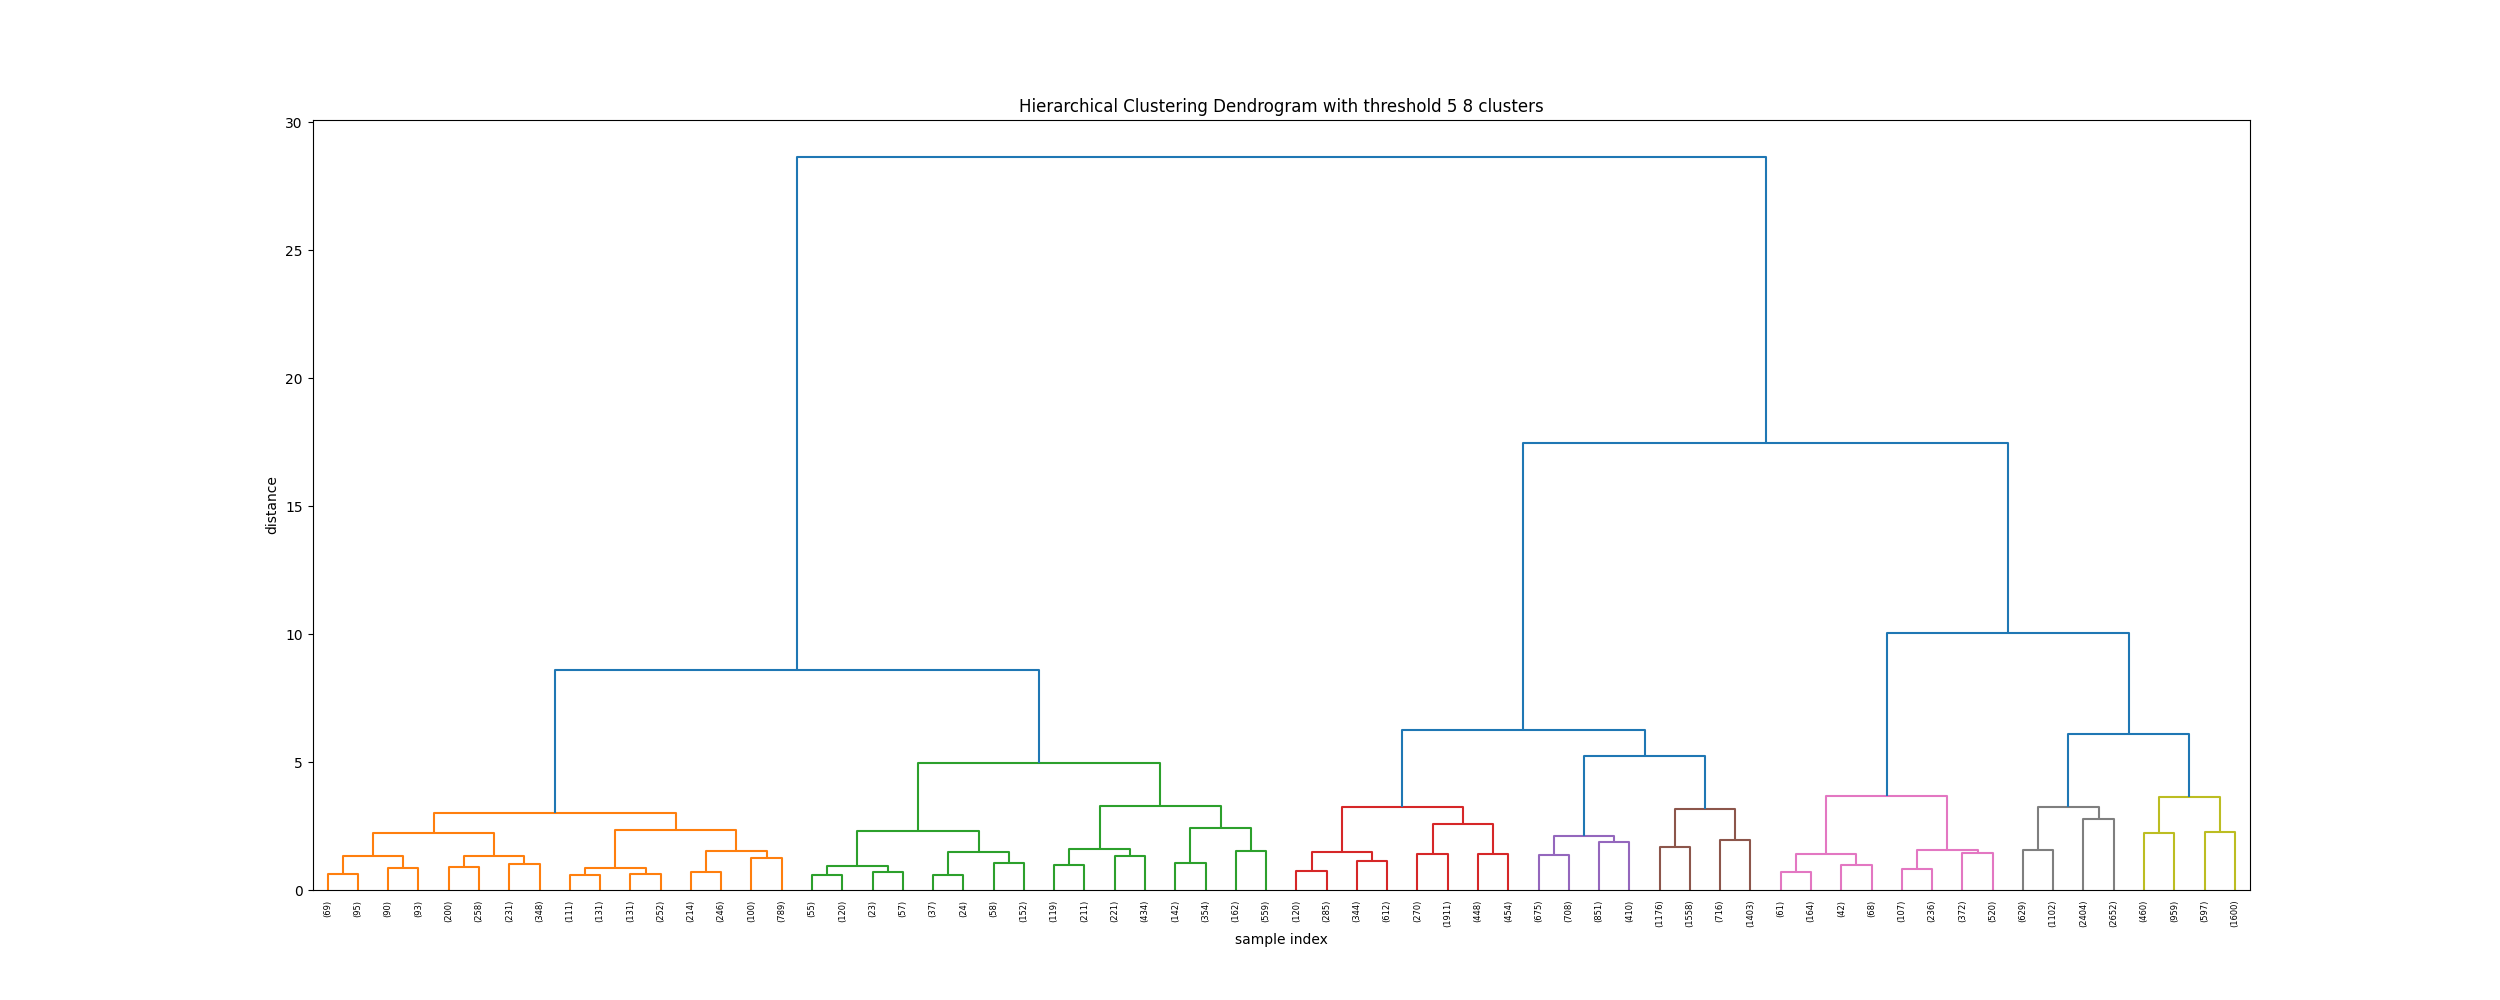 Hierarchical Clustering Dendrogram with threshold 5 8 clusters
30
25
20
15
10
5
0
distance
(69) (95) (90) (93) (200) (258) (231) (348) (111) (131) (131) (252) (214) (246) (100) (789) (55) (120) (23) (57) (37) (24) (58) (152) (119) (211) (221) (434) (142) (354) (162) (559) (120) (285) (344) (612) (270) (1911) (448) (454) (675) (708) (851) (410) (1176) (1558) (716) (1403) (61) (164) (42) (68) (107) (236) (372) (520) (629) (1102) (2404) (2652) (460) (959) (597) (1600)
sample index